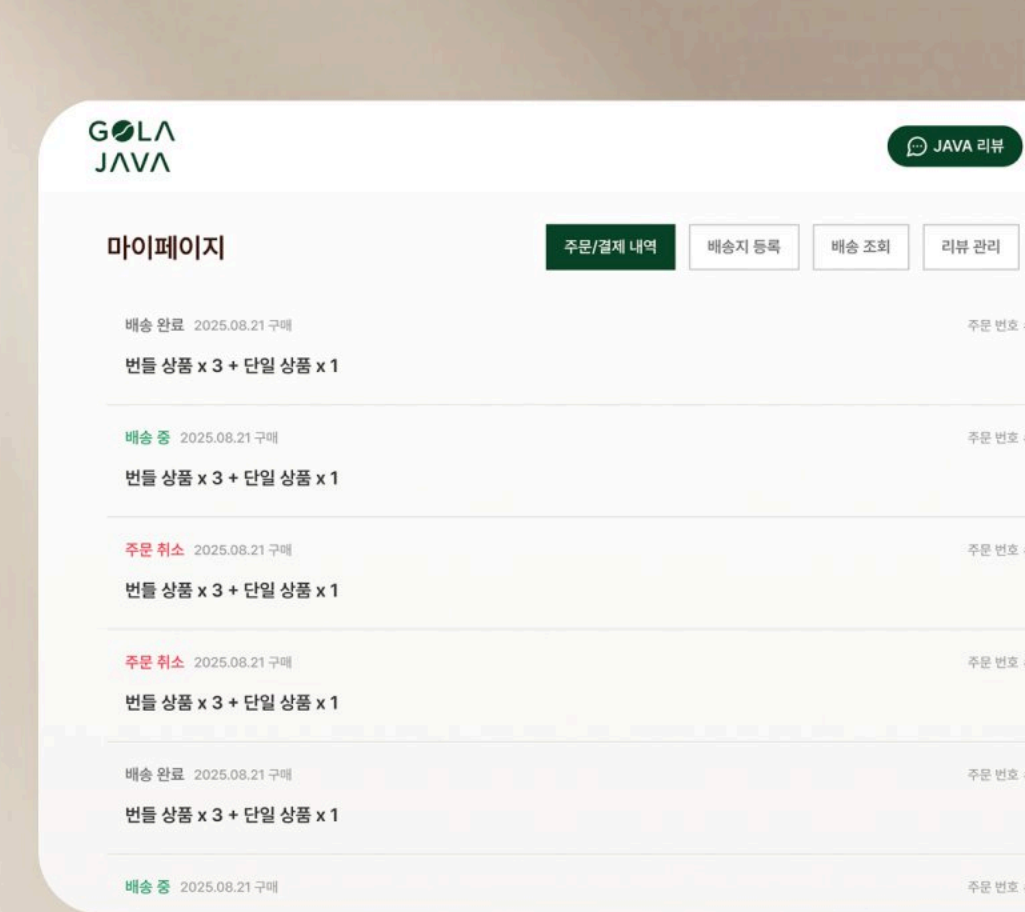 GOLA
JAVA
JAVA 리뷰
마이페이지
주문/결제 내역
배송지 등록
배송 조회
리뷰 관리
배송 완료 2025.08.21 구매
주문 번호
번들 상품 x 3 + 단일 상품 x 1
배송 중 2025.08.21 구매
주문 번호
번들 상품 x 3 + 단일 상품 x 1
주문 취소 2025.08.21 구매
주문 번호
번들 상품 x 3 + 단일 상품 x 1
주문 취소 2025.08.21 구매
주문 번호
번들 상품 x 3 + 단일 상품 x 1
배송 완료 2025.08.21 구매
주문 번호
번들 상품 x 3 + 단일 상품 x 1
배송 중 2025.08.21 구매
주문 번호